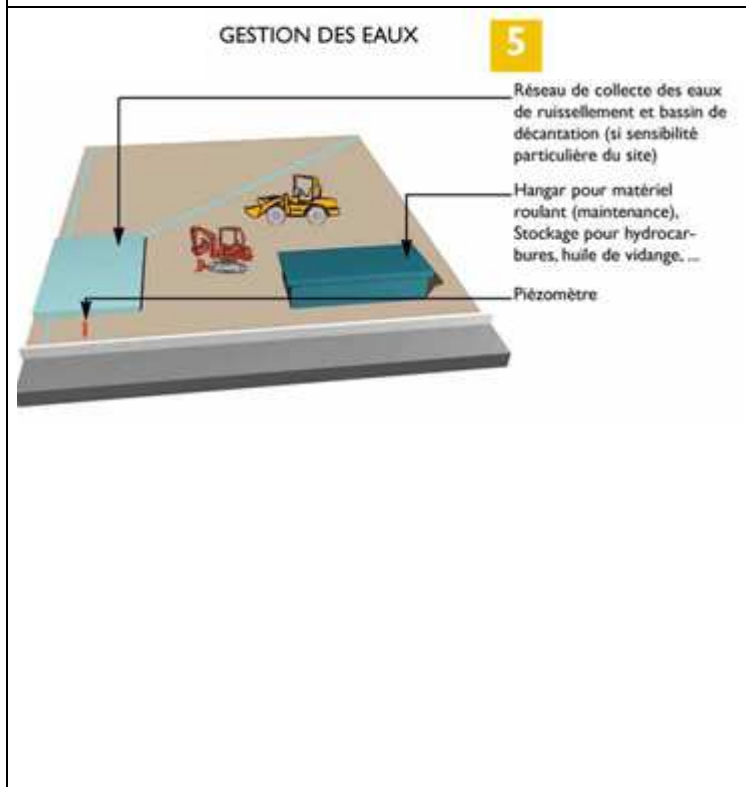 GESTION DES EAUX
5
Réseau de collecte des eaux
de ruissellement et bassin de
décantation (si sensibilité
particulière du site)
Hangar pour matériel
roulant (maintenance),
Stockage pour hydrocar-
bures, huile de vidange, ...
Piézomètre